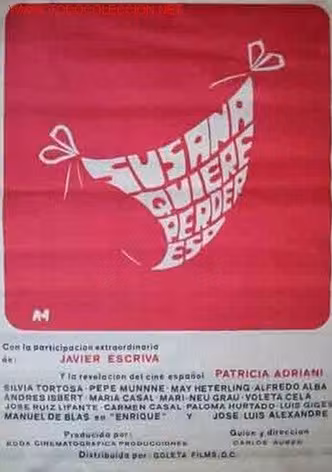 WWW.TODOCOLECCION.NET
SUSANA
QUIERE
PERDER
ESO
Con la participación extraordinaria
de: JAVIER ESCRIVA
Y la revelación del cine español PATRICIA ADRIANI
SILVIA TORTOSA - PEPE MUNNNE - MAY HETERLING - ALFREDO ALBA
ANDRES ISBERT - MARIA CASAL - MARI-NEU GRAU - VOLETA CELA
JOSE RUIZ LIFANTE - CARMEN CASAL - PALOMA HURTADO - LUIS GIGES
MANUEL DE BLAS en "ENRIQUE" Y JOSE LUIS ALEXANDRE
Producida por: Guion y dirección
KODA CINEMATOGRAFICA PRODUCCIONES CARLOS AURED
Distribuida por: GOLETA FILMS, D.C.